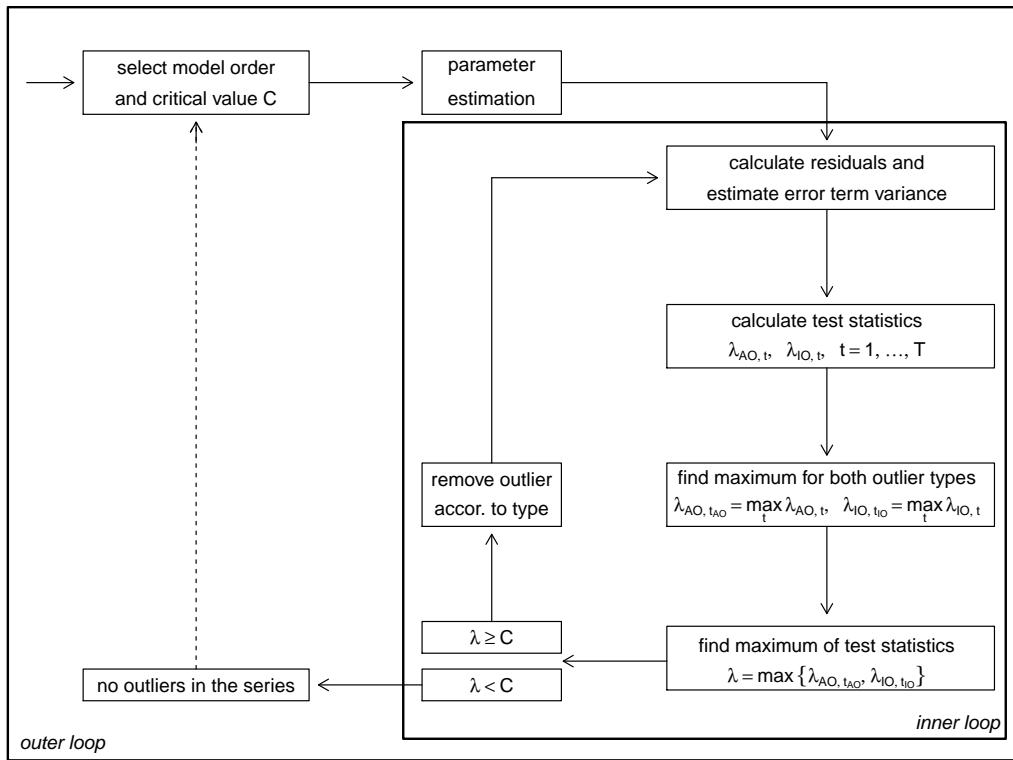 select model order
and critical value C
parameter
estimation
calculate residuals and
estimate error term variance
calculate test statistics
λAO, t, λIO, t, t = 1, …, T
remove outlier
accor. to type
find maximum for both outlier types
λAO, tAO = max t λAO, t, λIO, tIO = max t λIO, t
λ ≥ C
find maximum of test statistics
λ = max {λAO, tAO, λIO, tIO}
no outliers in the series
λ < C
inner loop
outer loop